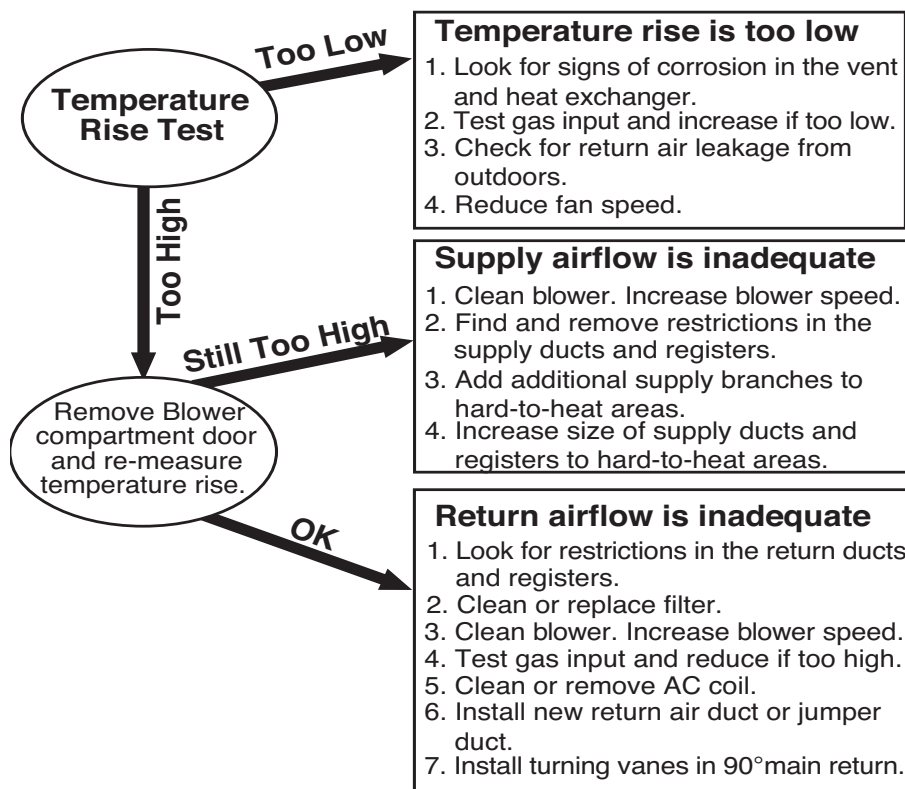 Temperature
Rise Test
Too Low
Temperature rise is too low
1. Look for signs of corrosion in the vent
and heat exchanger.
2. Test gas input and increase if too low.
3. Check for return air leakage from
outdoors.
4. Reduce fan speed.
Too High
Remove Blower
compartment door
and re-measure
temperature rise.
Still Too High
Supply airflow is inadequate
1. Clean blower. Increase blower speed.
2. Find and remove restrictions in the
supply ducts and registers.
3. Add additional supply branches to
hard-to-heat areas.
4. Increase size of supply ducts and
registers to hard-to-heat areas.
OK
Return airflow is inadequate
1. Look for restrictions in the return ducts
and registers.
2. Clean or replace filter.
3. Clean blower. Increase blower speed.
4. Test gas input and reduce if too high.
5. Clean or remove AC coil.
6. Install new return air duct or jumper
duct.
7. Install turning vanes in 90°main return.